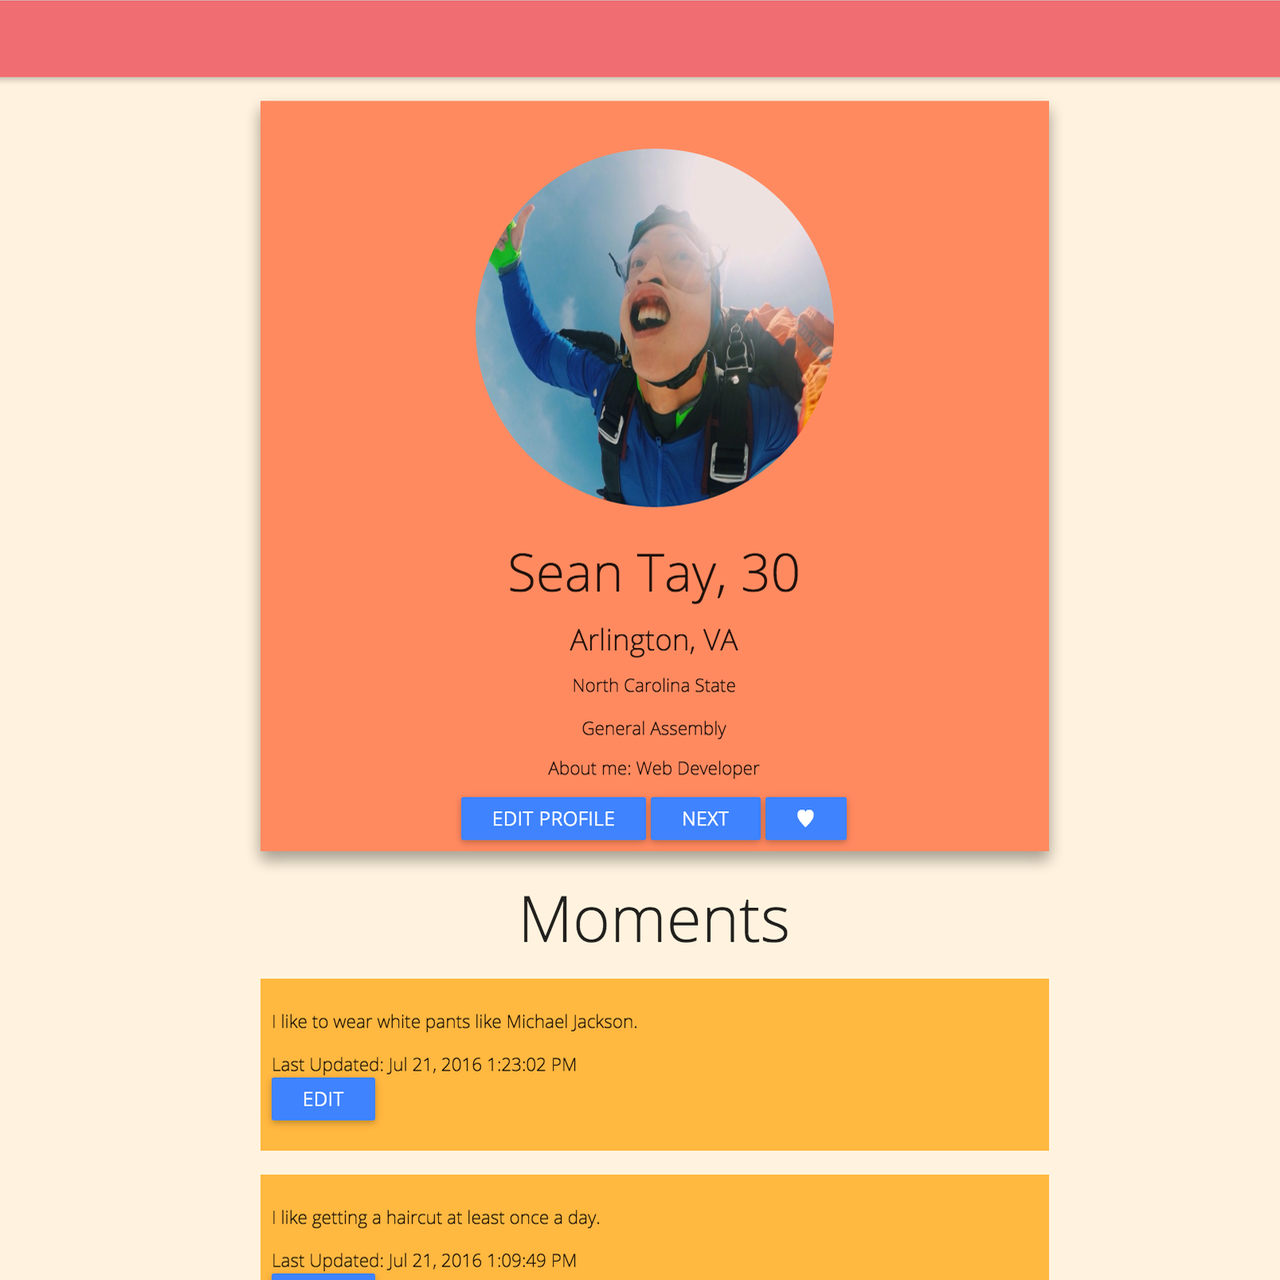 Sean Tay, 30
Arlington, VA
North Carolina State
General Assembly
About me: Web Developer
EDIT PROFILE NEXT ♥
Moments
I like to wear white pants like Michael Jackson.
Last Updated: Jul 21, 2016 1:23:02 PM
EDIT
I like getting a haircut at least once a day.
Last Updated: Jul 21, 2016 1:09:49 PM